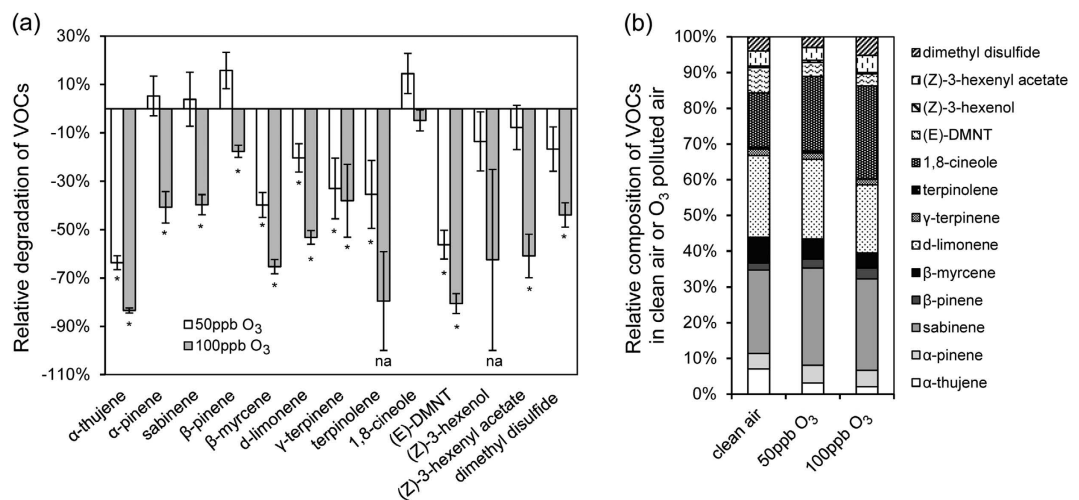 (a)
Relative degradation of VOCs
30%
10%
-10%
-30%
-50%
-70%
-90%
-110%
* * * * * * * * * * * * * * * *
50ppb O₃
100ppb O₃
na
na
α-thujene
α-pinene
sabinene
β-pinene
β-myrcene
d-limonene
γ-terpinene
terpinolene
1,8-cineole
(E)-DMNT
(Z)-3-hexenol
(Z)-3-hexenyl acetate
dimethyl disulfide
(b)
Relative composition of VOCs
in clean air or O₃ polluted air
100%
90%
80%
70%
60%
50%
40%
30%
20%
10%
0%
clean air
50ppb O₃
100ppb O₃
dimethyl disulfide
(Z)-3-hexenyl acetate
(Z)-3-hexenol
(E)-DMNT
1,8-cineole
terpinolene
γ-terpinene
d-limonene
β-myrcene
β-pinene
sabinene
α-pinene
α-thujene